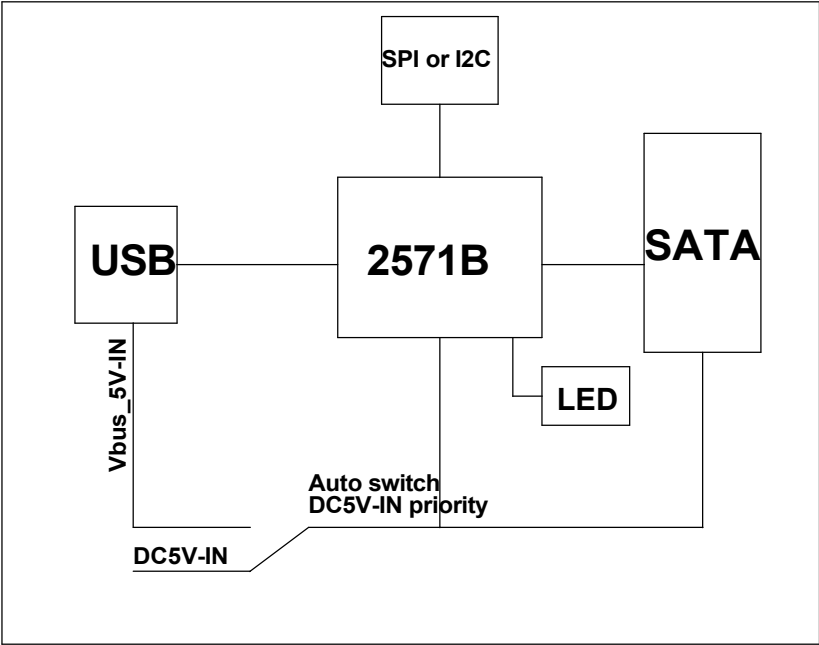 SPI or I2C
USB
2571B
SATA
Vbus_5V-IN
LED
Auto switch
DC5V-IN priority
DC5V-IN